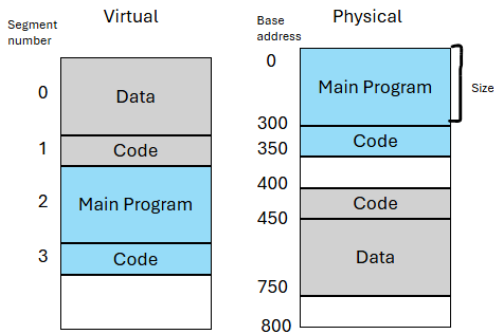 Virtual
Segment
number
0
Data
1
Code
2
Main Program
3
Code
Physical
Base
address
0
Main Program
Size
300
350
Code
400
Code
450
Data
750
800